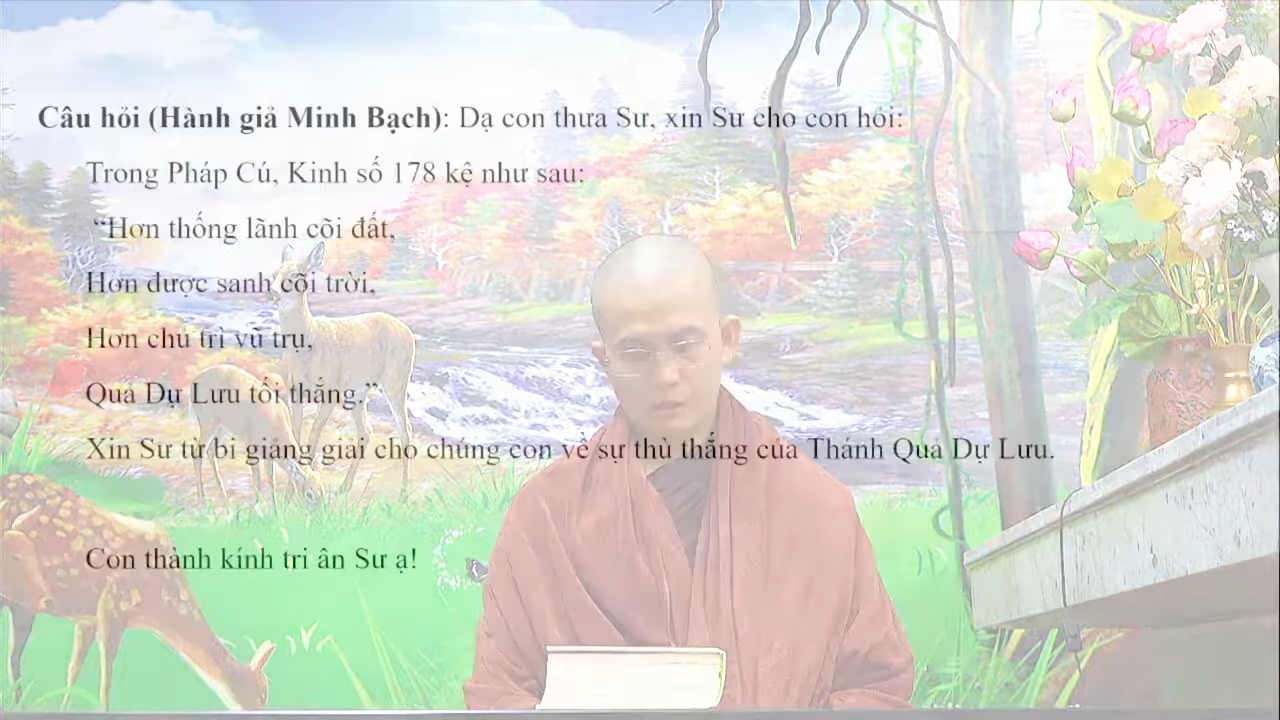 Câu hỏi (Hành giả Minh Bạch): Dạ con thưa Sư, xin Sư cho con hỏi:
Trong Pháp Cú, Kinh số 178 kệ như sau:
“Hơn thống lãnh cõi đất,
Hơn được sanh cõi trời,
Hơn chủ trì vũ trụ,
Quả Dự Lưu tối thắng.”
Xin Sư từ bi giảng giải cho chúng con về sự thù thắng của Thánh Quả Dự Lưu.
Con thành kính tri ân Sư ạ!